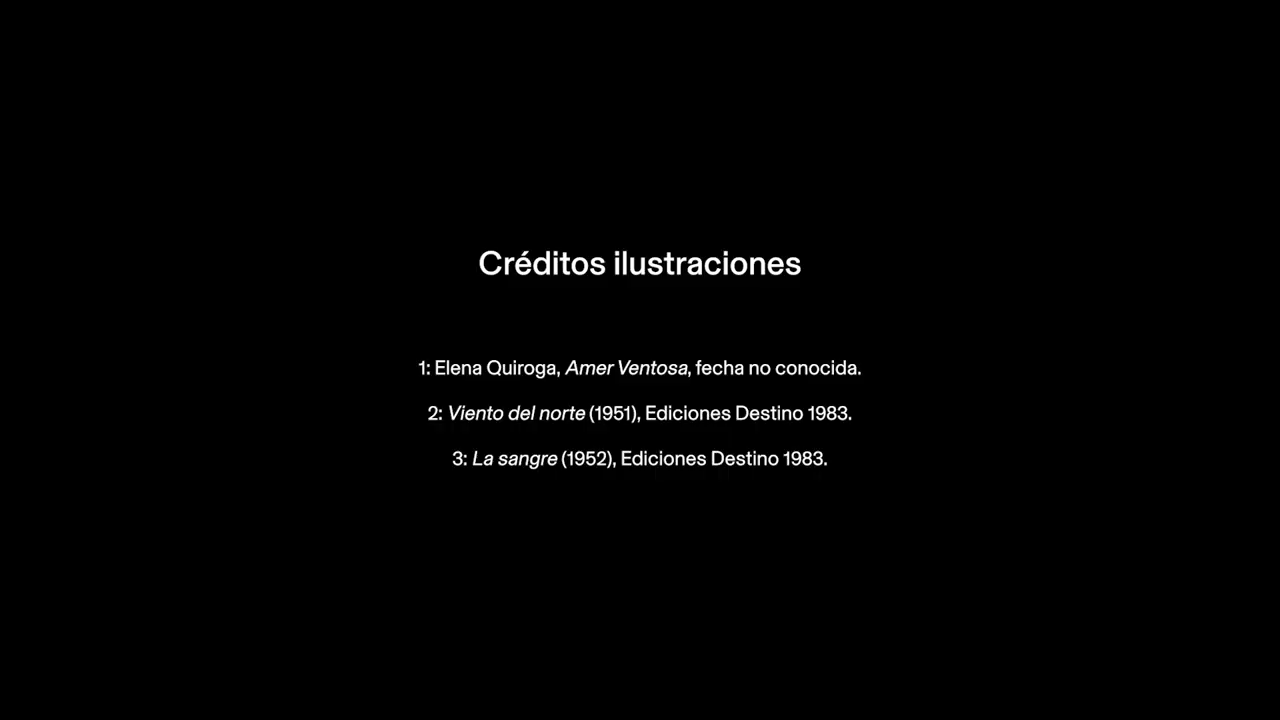 Créditos ilustraciones
1: Elena Quiroga, Amer Ventosa, fecha no conocida.
2: Viento del norte (1951), Ediciones Destino 1983.
3: La sangre (1952), Ediciones Destino 1983.